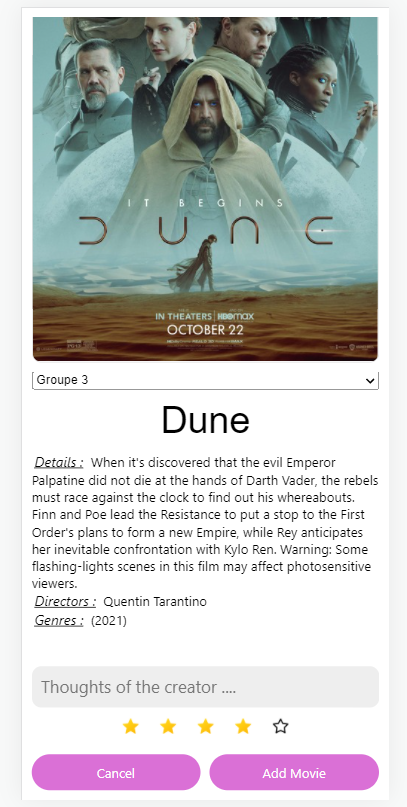 IT BEGINS
DUNE
IN THEATERS HBOMAX
OCTOBER 22
Groupe 3
Dune
Details : When it's discovered that the evil Emperor
Palpatine did not die at the hands of Darth Vader, the rebels
must race against the clock to find out his whereabouts.
Finn and Poe lead the Resistance to put a stop to the First
Order's plans to form a new Empire, while Rey anticipates
her inevitable confrontation with Kylo Ren. Warning: Some
flashing-lights scenes in this film may affect photosensitive
viewers.
Directors : Quentin Tarantino
Genres : (2021)
Thoughts of the creator ....
Cancel
Add Movie